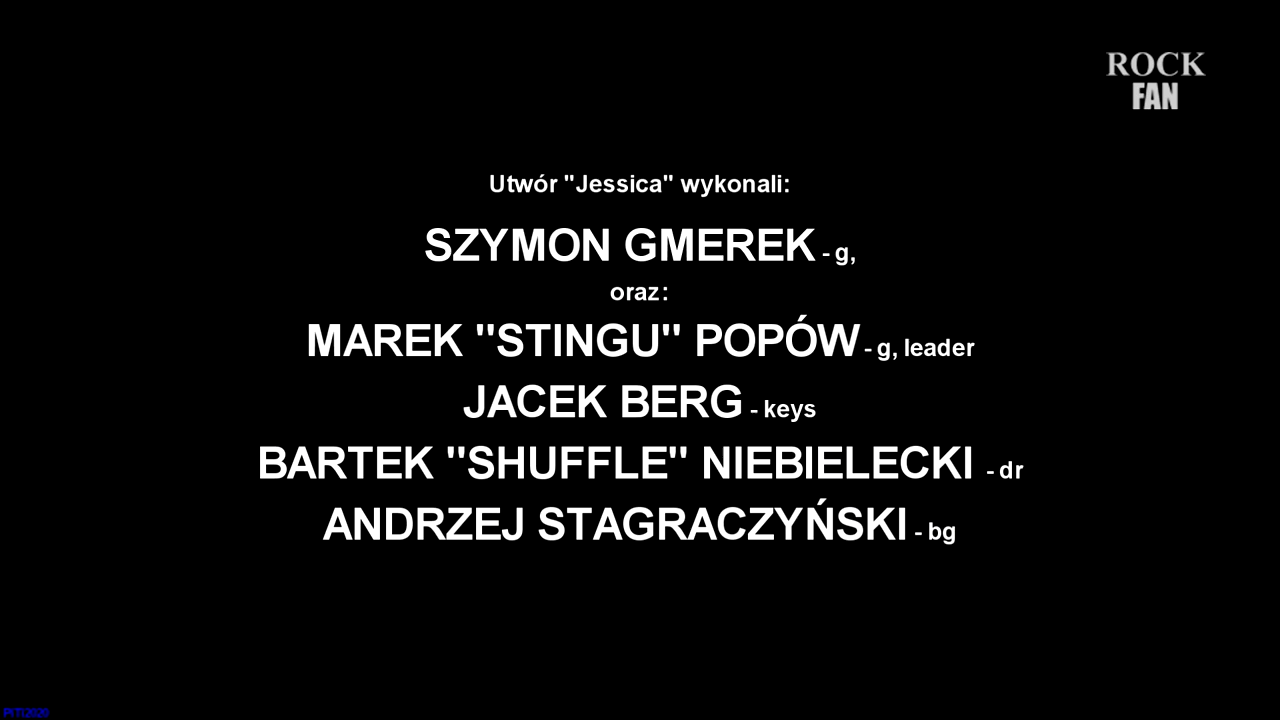 ROCK
FAN
Utwór "Jessica" wykonali:
SZYMON GMEREK - g,
oraz:
MAREK "STINGU" POPÓW - g, leader
JACEK BERG - keys
BARTEK "SHUFFLE" NIEBIELECKI - dr
ANDRZEJ STAGRACZYŃSKI - bg
PiTI2020